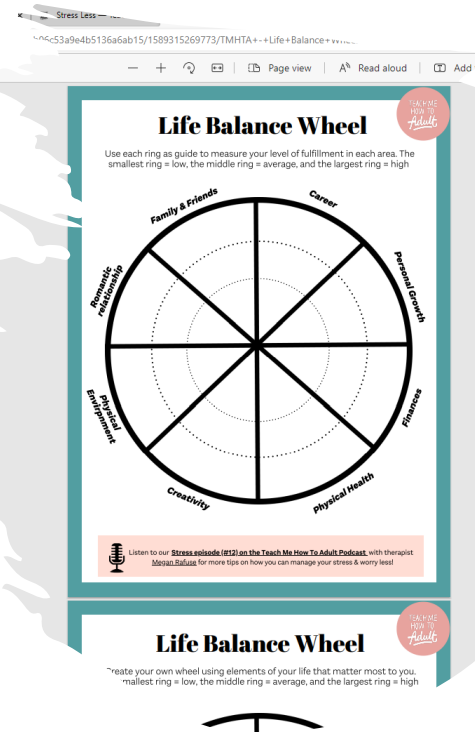 Stress Less —
b06c53a9e4b5136a6ab15/1589315269773/TMHTA+-+Life+Balance+
Page view
Read aloud
Add
TEACH ME
HOW TO
Adult
Life Balance Wheel
Use each ring as guide to measure your level of fulfillment in each area. The
smallest ring = low, the middle ring = average, and the largest ring = high
Family & Friends
Career
Romantic
relationship
Personal Growth
Physical
Envirpnment
Finances
Creativity
Physical Health
Listen to our Stress episode (#12) on the Teach Me How To Adult Podcast with therapist
Megan Rafuse for more tips on how you can manage your stress & worry less!
TEACH ME
HOW TO
Adult
Life Balance Wheel
Create your own wheel using elements of your life that matter most to you.
smallest ring = low, the middle ring = average, and the largest ring = high